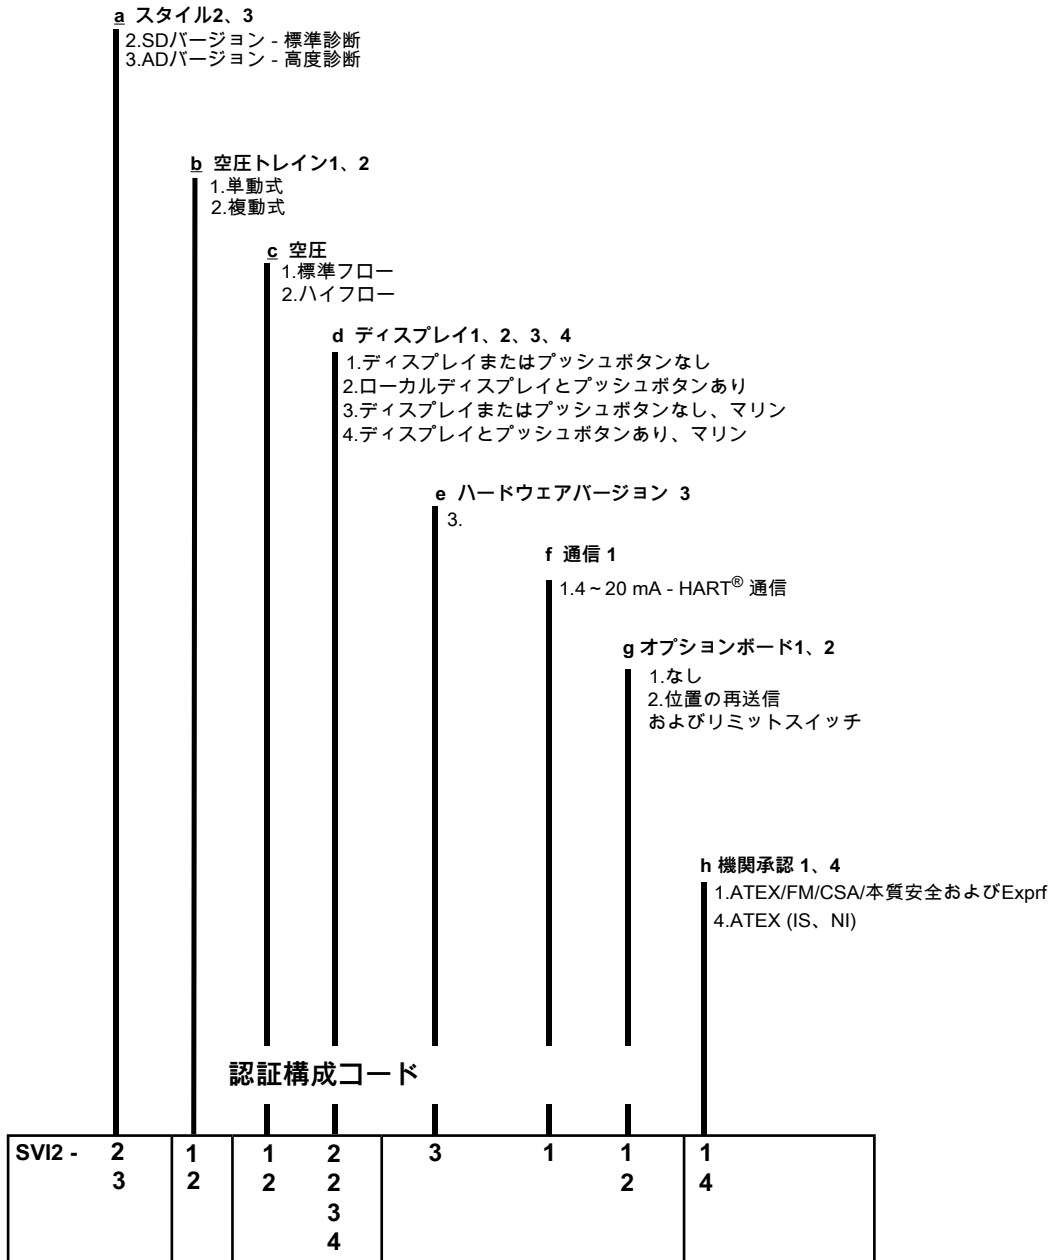 a スタイル2、3
2.SDバージョン - 標準診断
3.ADバージョン - 高度診断
b 空圧トレイン1、2
1.単動式
2.複動式
c 空圧
1.標準フロー
2.ハイフロー
d ディスプレイ1、2、3、4
1.ディスプレイまたはプッシュボタンなし
2.ローカルディスプレイとプッシュボタンあり
3.ディスプレイまたはプッシュボタンなし、マリン
4.ディスプレイとプッシュボタンあり、マリン
e ハードウェアバージョン 3
3.
f 通信 1
1.4～20 mA - HART® 通信
g オプションボード1、2
1.なし
2.位置の再送信
およびリミットスイッチ
h 機関承認 1、4
1.ATEX/FM/CSA/本質安全およびExprf
4.ATEX (IS、NI)
認証構成コード
SVI2 - 2 1 1 2 3 1 1 1
3 2 2 2 2 4
3
4